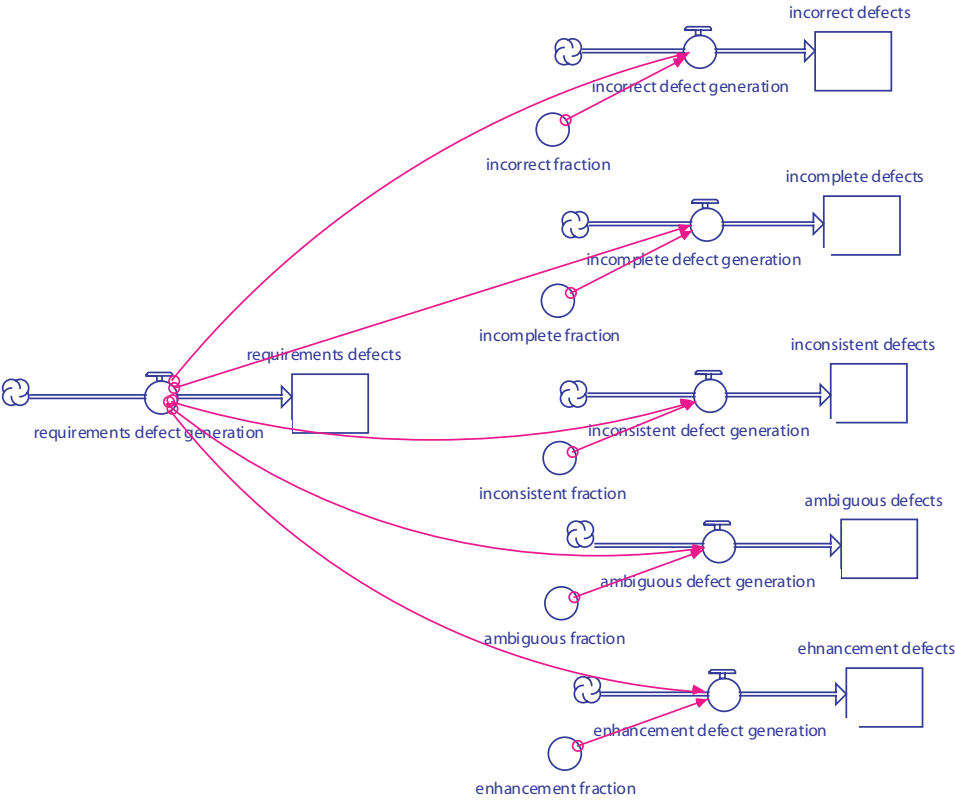 incorrect defects
incorrect defect generation
incorrect fraction
incomplete defects
incomplete defect generation
incomplete fraction
requirements defects
requirements defect generation
inconsistent defects
inconsistent defect generation
inconsistent fraction
ambiguous defects
ambiguous defect generation
ambiguous fraction
ehnancement defects
enhancement defect generation
enhancement fraction